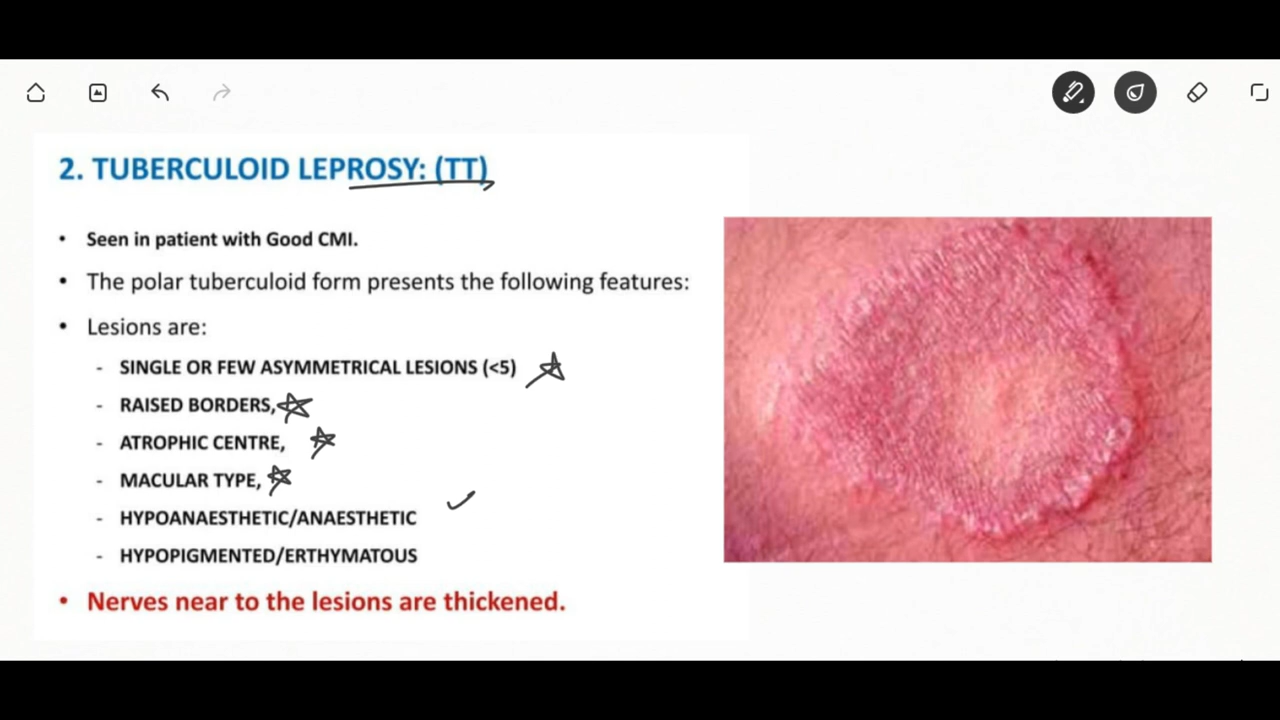 2. TUBERCULOID LEPROSY: (TT)
• Seen in patient with Good CMI.
• The polar tuberculoid form presents the following features:
• Lesions are:
- SINGLE OR FEW ASYMMETRICAL LESIONS (<5)
- RAISED BORDERS,
- ATROPHIC CENTRE,
- MACULAR TYPE,
- HYPOANAESTHETIC/ANAESTHETIC
- HYPOPIGMENTED/ERTHYMATOUS
• Nerves near to the lesions are thickened.